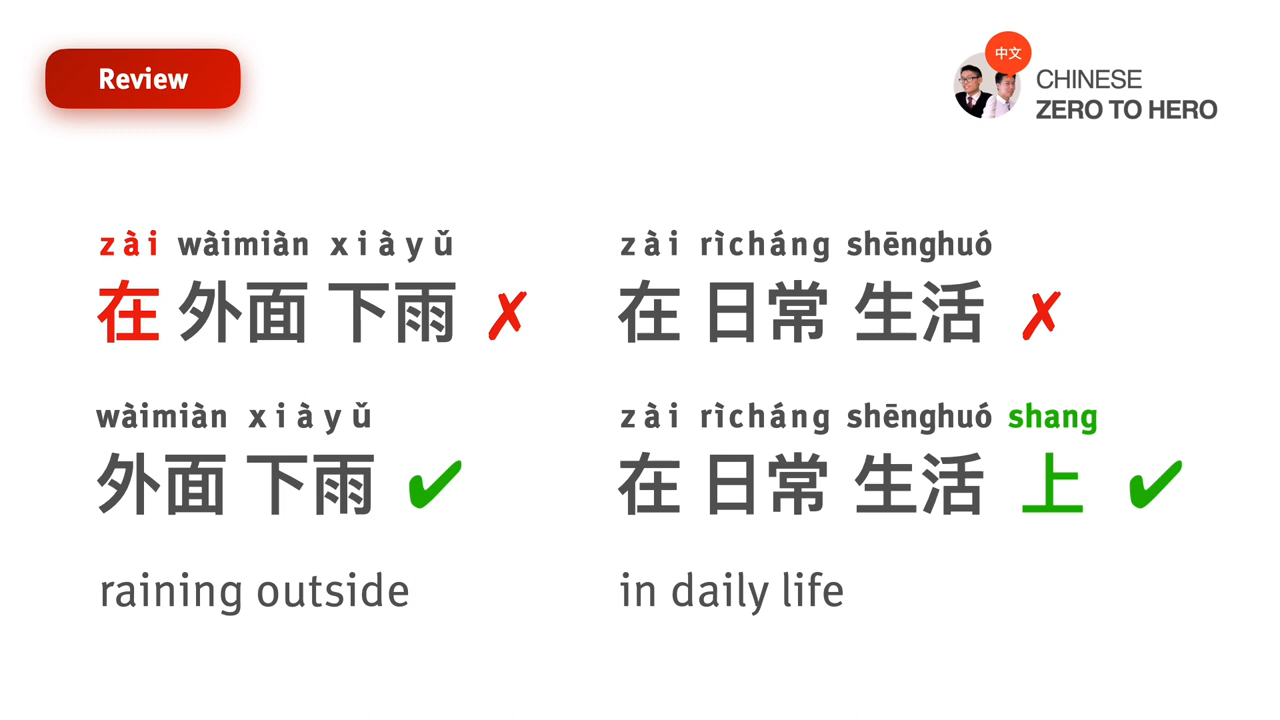 Review
中文
CHINESE
ZERO TO HERO
zài wàimiàn xiàyǔ
在 外面 下雨 ✗
wàimiàn xiàyǔ
外面 下雨 ✔
raining outside
zài rìcháng shēnghuó
在 日常 生活 ✗
zài rìcháng shēnghuó shang
在 日常 生活 上 ✔
in daily life